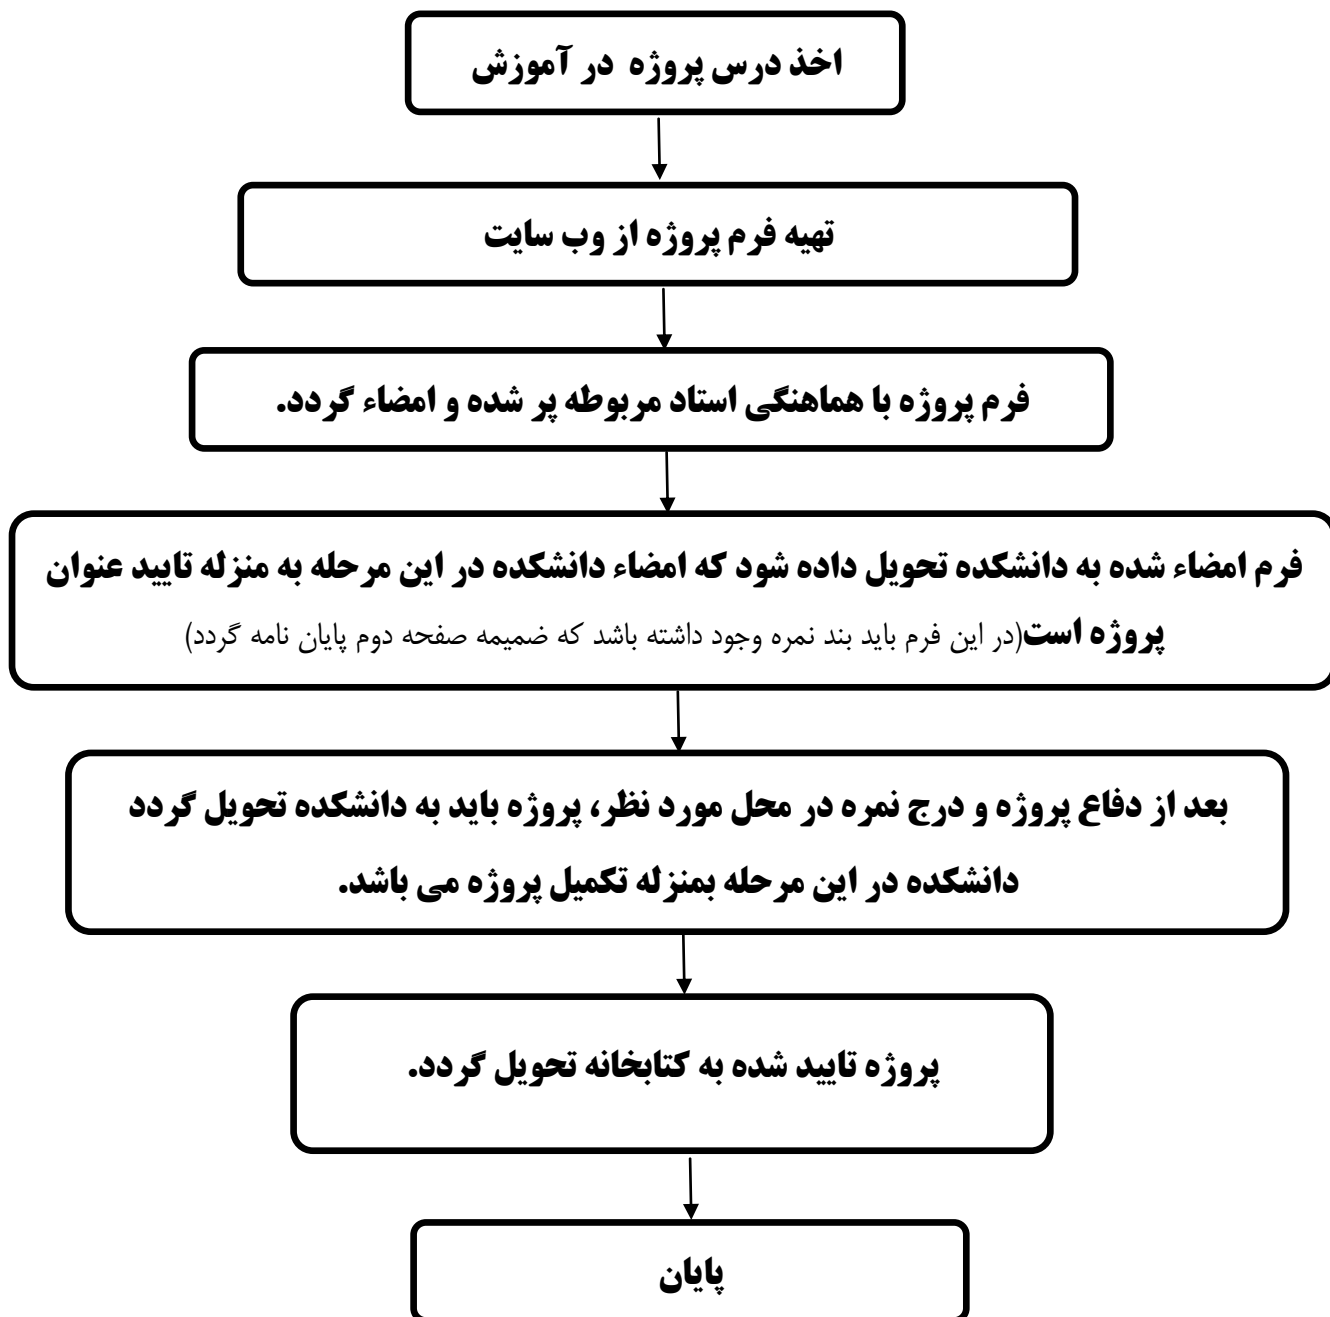 اخذ درس پروژه در آموزش
تهیه فرم پروژه از وب سایت
فرم پروژه با هماهنگی استاد مربوطه پر شده و امضاء گردد.
فرم امضاء شده به دانشکده تحویل داده شود که امضاء دانشکده در این مرحله به منزله تایید عنوان
پروژه است(در این فرم باید بند نمره وجود داشته باشد که ضمیمه صفحه دوم پایان نامه گردد)
بعد از دفاع پروژه و درج نمره در محل مورد نظر، پروژه باید به دانشکده تحویل گردد
دانشکده در این مرحله بمنزله تکمیل پروژه می باشد.
پروژه تایید شده به کتابخانه تحویل گردد.
پایان